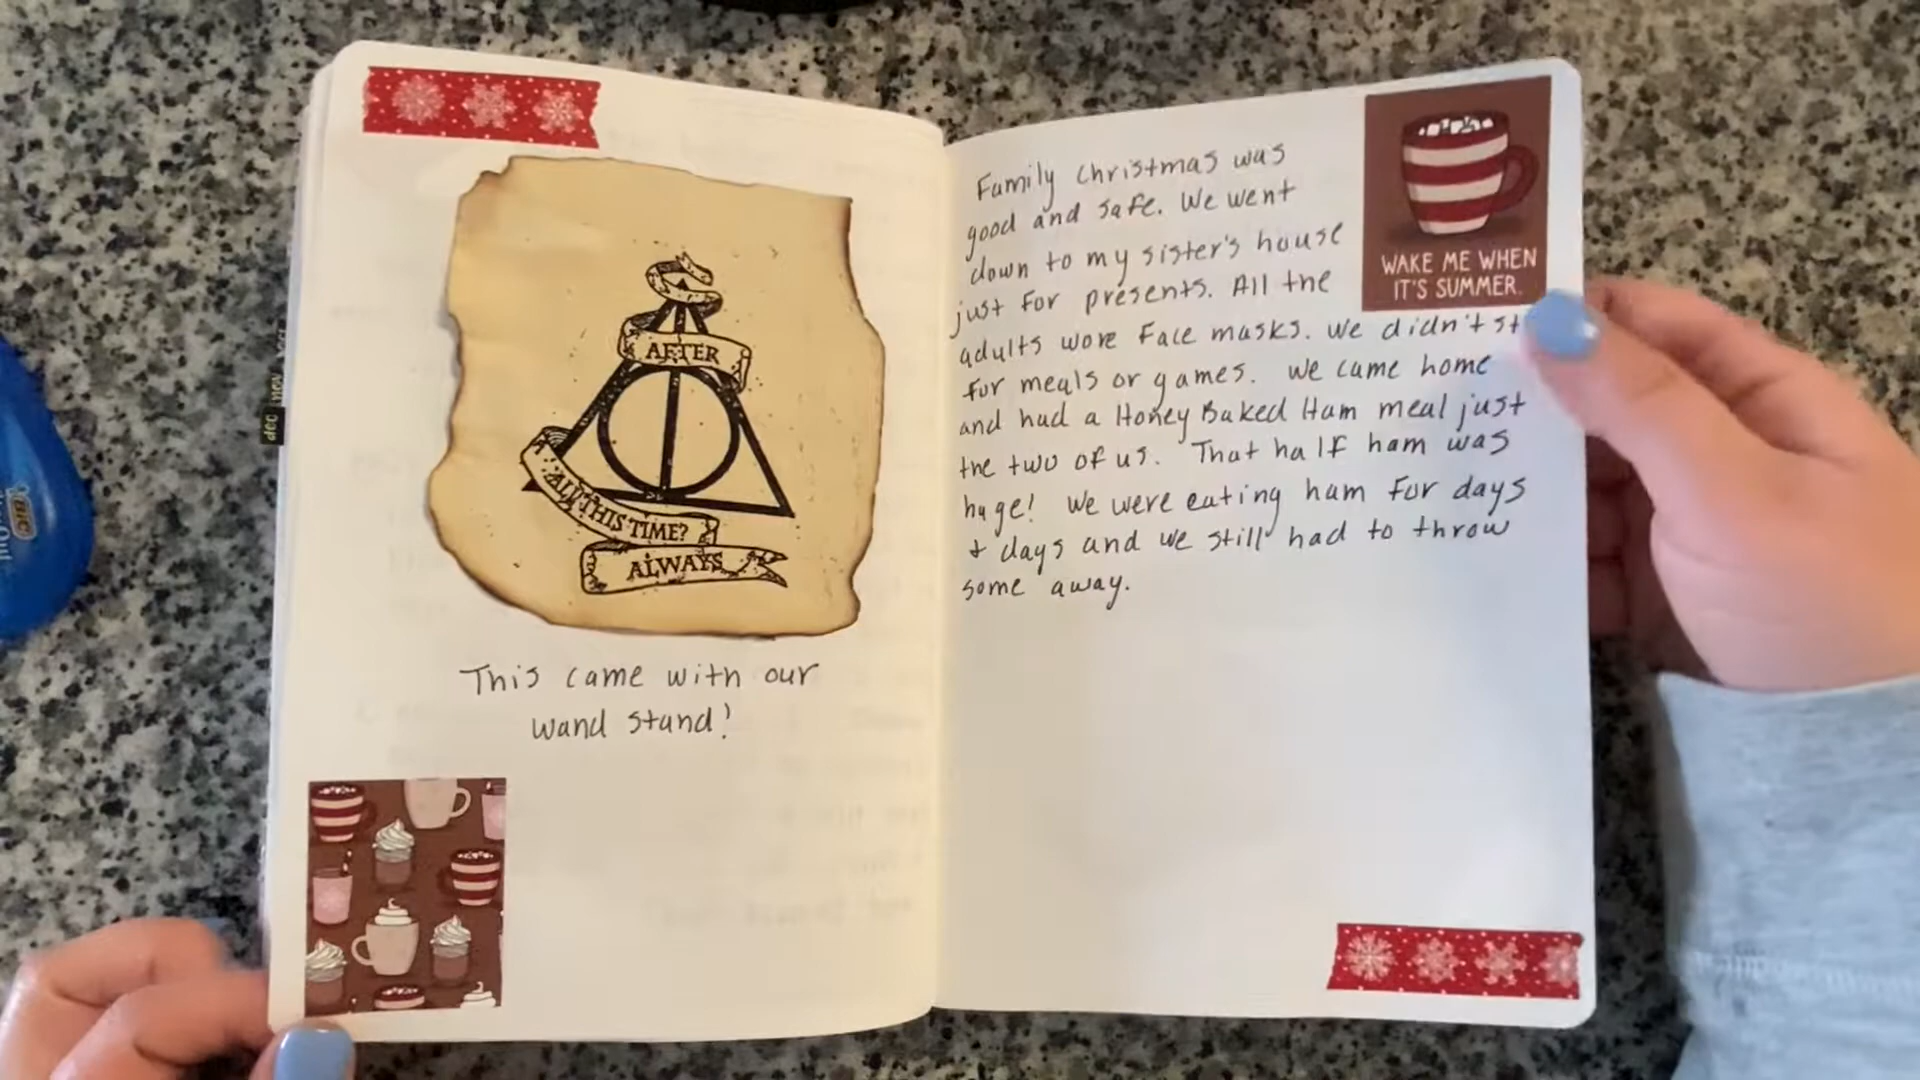 AFTER
ALL THIS TIME?
ALWAYS
This came with our
wand stand!
Family Christmas was
good and safe. We went
down to my sister's house
just for presents. All the
adults wore face masks. We didn't
for meals or games. We came home
and had a Honey Baked Ham meal just
the two of us. That half ham was
huge! We were eating ham for days
& days and we still had to throw
some away.
WAKE ME WHEN
IT'S SUMMER.
dec
nov
BIC